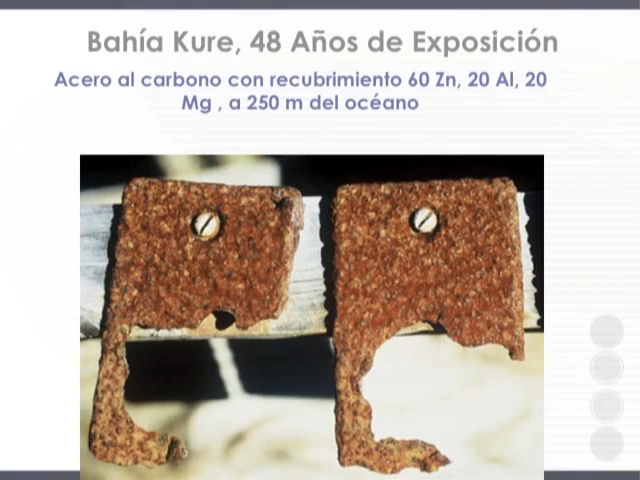 Bahía Kure, 48 Años de Exposición
Acero al carbono con recubrimiento 60 Zn, 20 Al, 20
Mg , a 250 m del océano